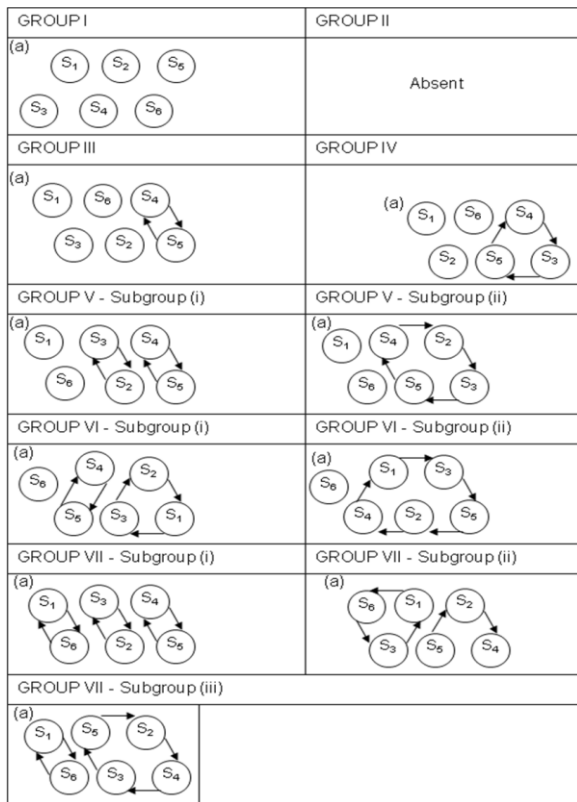 GROUP I
GROUP II
(a)
S1 S2 S5
S3 S4 S6
Absent
GROUP III
GROUP IV
(a)
S1 S6 S4
S3 S2 S5
(a)
S1 S6 S4
S2 S5 S3
GROUP V - Subgroup (i)
GROUP V - Subgroup (ii)
(a)
S1 S3 S4
S6 S2 S5
(a)
S1 S4 S2
S6 S5 S3
GROUP VI - Subgroup (i)
GROUP VI - Subgroup (ii)
(a)
S6 S4 S2
S5 S3 S1
(a)
S6 S1 S3
S4 S2 S5
GROUP VII - Subgroup (i)
GROUP VII - Subgroup (ii)
(a)
S1 S3 S4
S6 S2 S5
(a)
S6 S1 S2
S3 S5 S4
GROUP VII - Subgroup (iii)
(a)
S1 S5 S2
S6 S3 S4